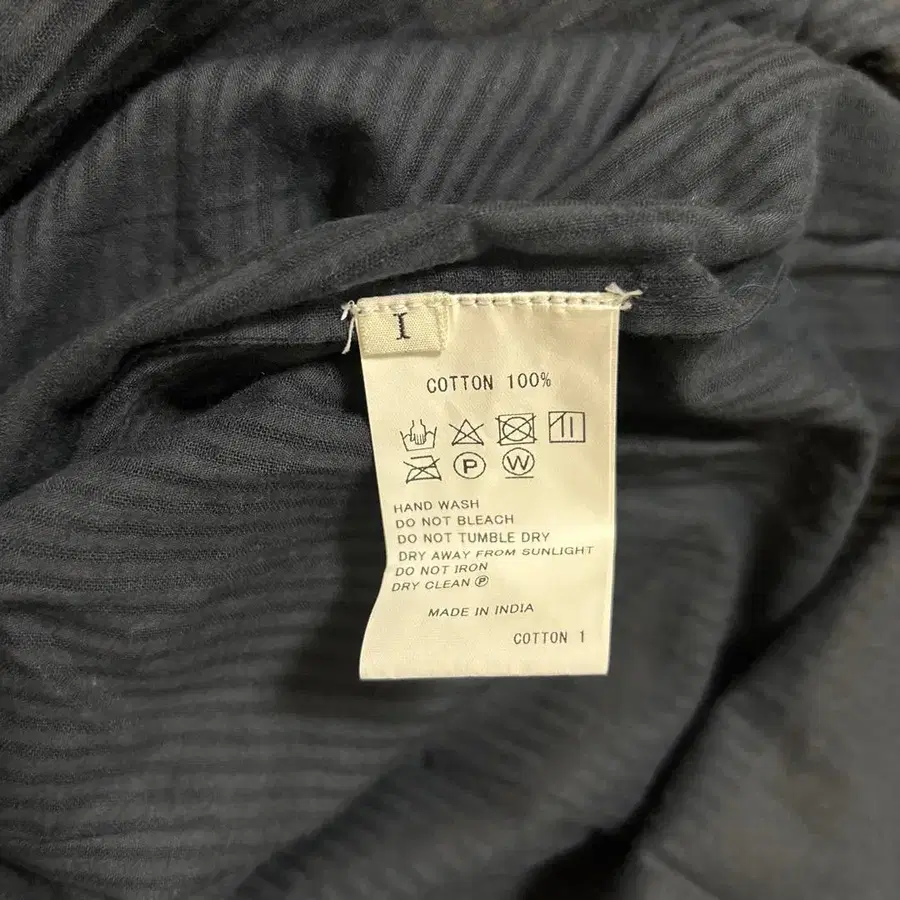 I
COTTON 100%
P W
HAND WASH
DO NOT BLEACH
DO NOT TUMBLE DRY
DRY AWAY FROM SUNLIGHT
DO NOT IRON
DRY CLEAN Ⓟ
MADE IN INDIA
COTTON 1